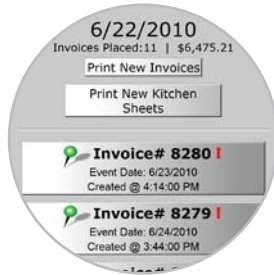 6/22/2010
Invoices Placed:11 | $6,475.21
Print New Invoices
Print New Kitchen
Sheets
Invoice# 8280 !
Event Date: 6/23/2010
Created @ 4:14:00 PM
Invoice# 8279 !
Event Date: 6/24/2010
Created @ 3:44:00 PM